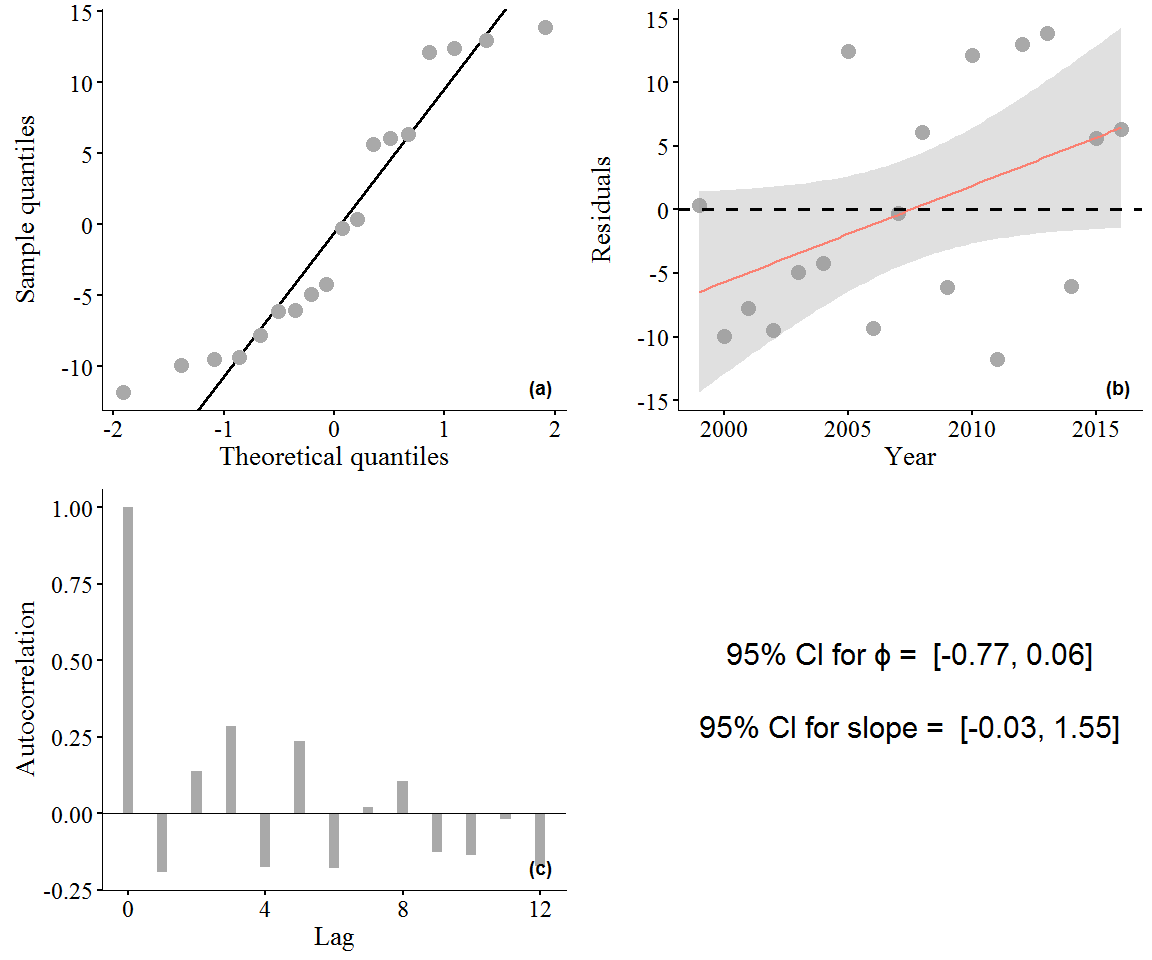 15
10
5
0
-5
-10
Sample quantiles
(a)
-2 -1 0 1 2
Theoretical quantiles
15
10
5
0
-5
-10
-15
Residuals
(b)
2000 2005 2010 2015
Year
1.00
0.75
0.50
0.25
0.00
-0.25
Autocorrelation
(c)
0 4 8 12
Lag
95% CI for ϕ = [-0.77, 0.06]
95% CI for slope = [-0.03, 1.55]